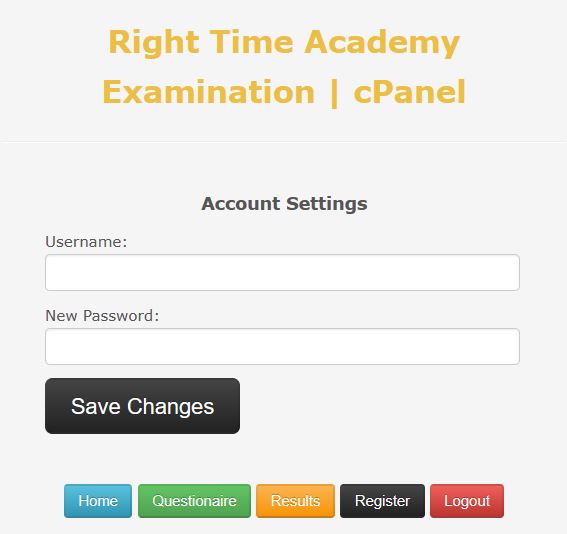 Right Time Academy
Examination | cPanel
Account Settings
Username:
New Password:
Save Changes
Home Questionaire Results Register Logout